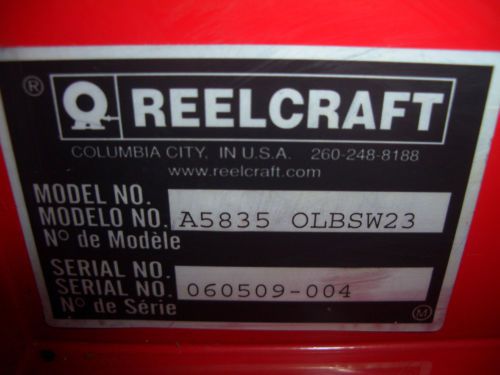 ® REELCRAFT
COLUMBIA CITY, IN U.S.A. 260-248-8188
www.reelcraft.com
MODEL NO.
MODELO NO. A5835 OLBSW23
Nº de Modèle
SERIAL NO.
SERIAL NO. 060509-004
Nº de Série
M